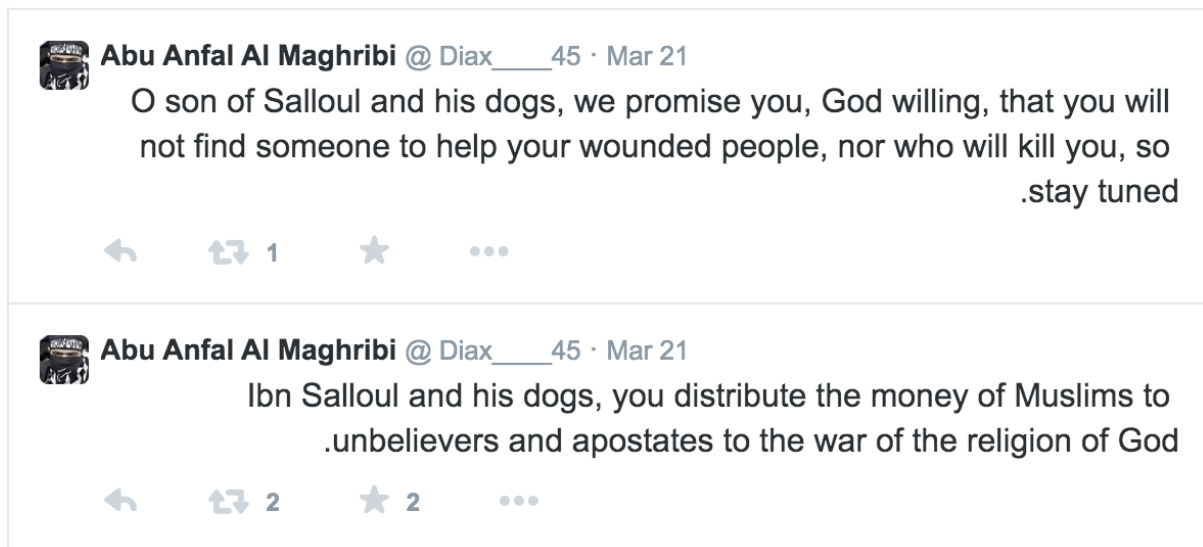 Abu Anfal Al Maghribi @ Diax____45 · Mar 21
O son of Salloul and his dogs, we promise you, God willing, that you will
not find someone to help your wounded people, nor who will kill you, so
.stay tuned
1
Abu Anfal Al Maghribi @ Diax____45 · Mar 21
Ibn Salloul and his dogs, you distribute the money of Muslims to
.unbelievers and apostates to the war of the religion of God
2 2